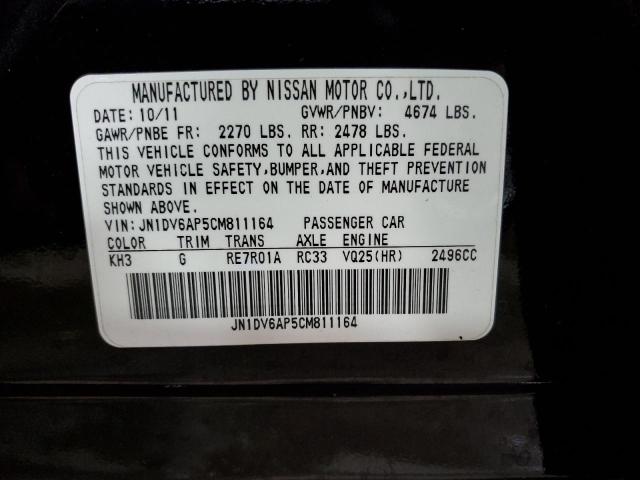 MANUFACTURED BY NISSAN MOTOR CO.,LTD.
DATE: 10/11 GVWR/PNBV: 4674 LBS.
GAWR/PNBE FR: 2270 LBS. RR: 2478 LBS.
THIS VEHICLE CONFORMS TO ALL APPLICABLE FEDERAL
MOTOR VEHICLE SAFETY,BUMPER,AND THEFT PREVENTION
STANDARDS IN EFFECT ON THE DATE OF MANUFACTURE
SHOWN ABOVE.
VIN:JN1DV6AP5CM811164 PASSENGER CAR
COLOR TRIM TRANS AXLE ENGINE
KH3 G RE7R01A RC33 VQ25(HR) 2496CC
JN1DV6AP5CM811164